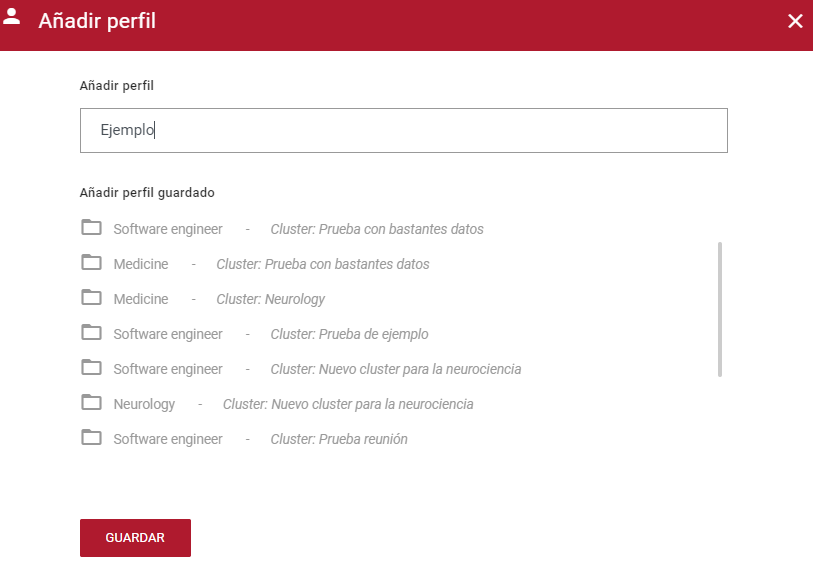 Añadir perfil
Añadir perfil
Ejemplo
Añadir perfil guardado
Software engineer - Cluster: Prueba con bastantes datos
Medicine - Cluster: Prueba con bastantes datos
Medicine - Cluster: Neurology
Software engineer - Cluster: Prueba de ejemplo
Software engineer - Cluster: Nuevo cluster para la neurociencia
Neurology - Cluster: Nuevo cluster para la neurociencia
Software engineer - Cluster: Prueba reunión
GUARDAR